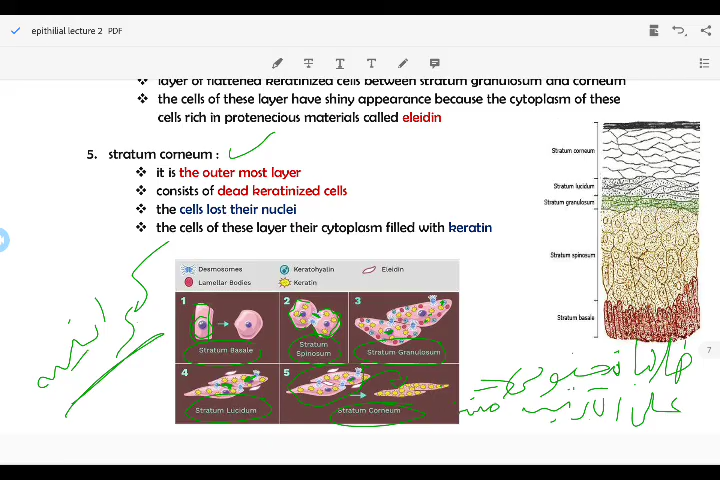 epithilial lecture 2 PDF
layer of flattened keratinized cells between stratum granulosum and corneum
the cells of these layer have shiny appearance because the cytoplasm of these
cells rich in protenecious materials called eleidin
5. stratum corneum :
it is the outer most layer
consists of dead keratinized cells
the cells lost their nuclei
the cells of these layer their cytoplasm filled with keratin
Stratum corneum
Stratum lucidum
Stratum granulosum
Stratum spinosum
Stratum basale
Desmosomes
Keratohyalin
Eleidin
Lamellar Bodies
Keratin
1
Stratum Basale
2
Stratum
Spinosum
3
Stratum Granulosum
4
Stratum Lucidum
5
Stratum Corneum
7